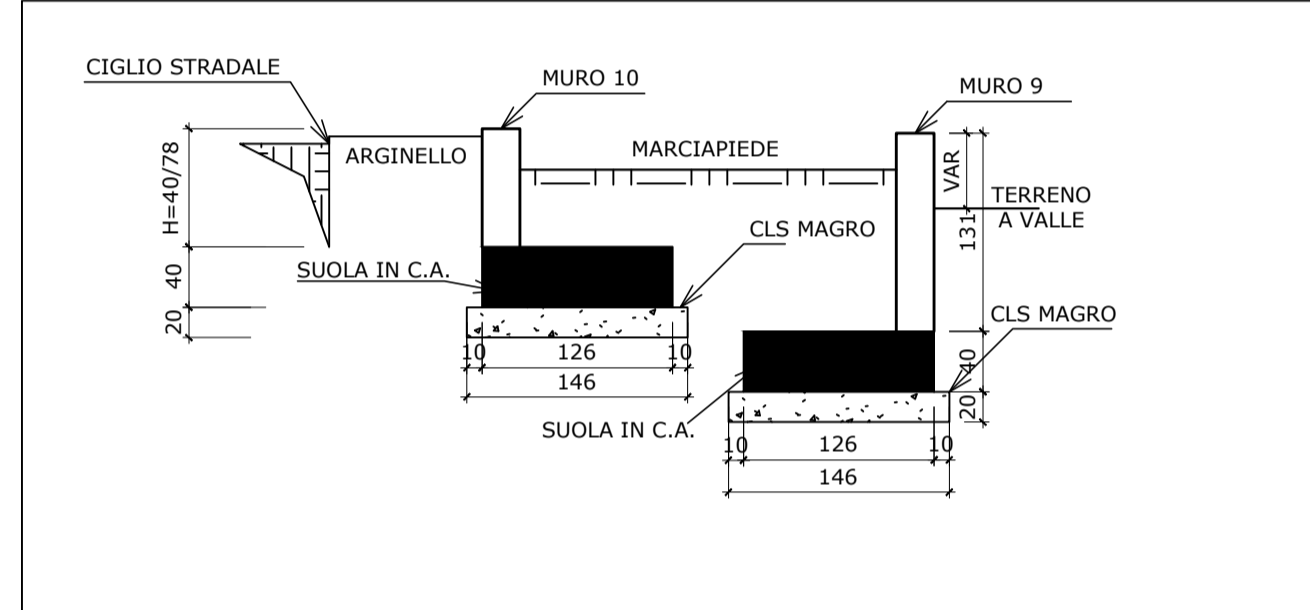 CIGLIO STRADALE
MURO 10
MURO 9
ARGINELLO
MARCIAPIEDE
H=40/78
VAR
TERRENO
A VALLE
131
CLS MAGRO
SUOLA IN C.A.
40
20
CLS MAGRO
10
126
10
146
40
20
SUOLA IN C.A.
10
126
10
146